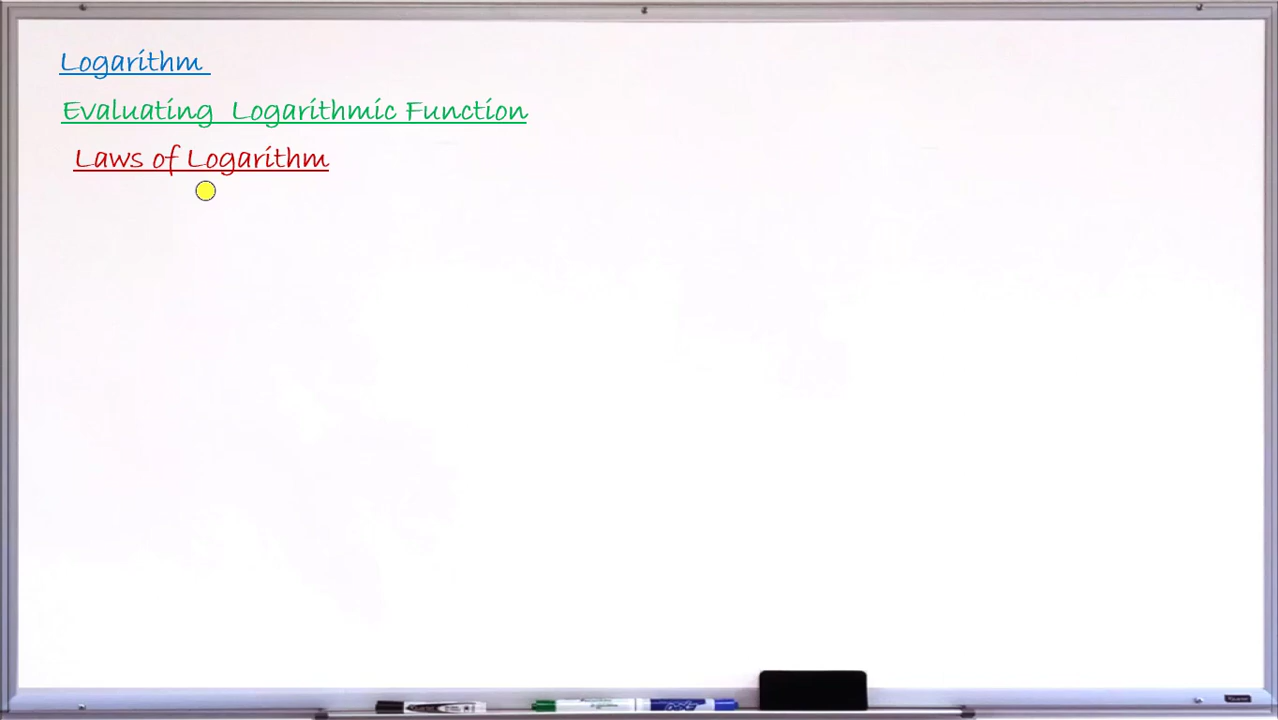 Logarithm
Evaluating Logarithmic Function
Laws of Logarithm